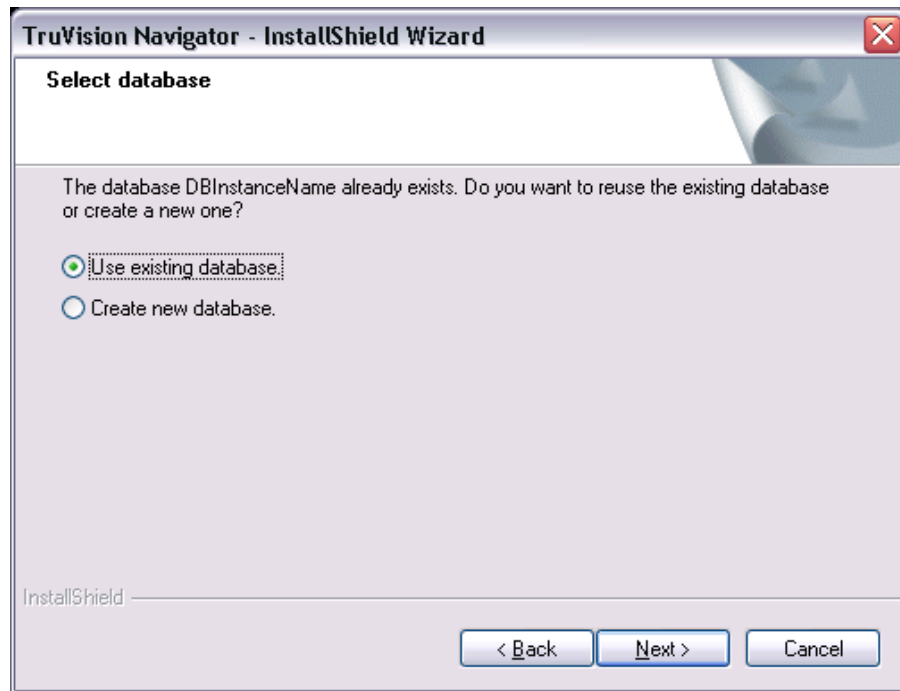 TruVision Navigator - InstallShield Wizard
Select database
The database DBInstanceName already exists. Do you want to reuse the existing database
or create a new one?
Use existing database.
Create new database.
InstallShield
< Back
Next >
Cancel